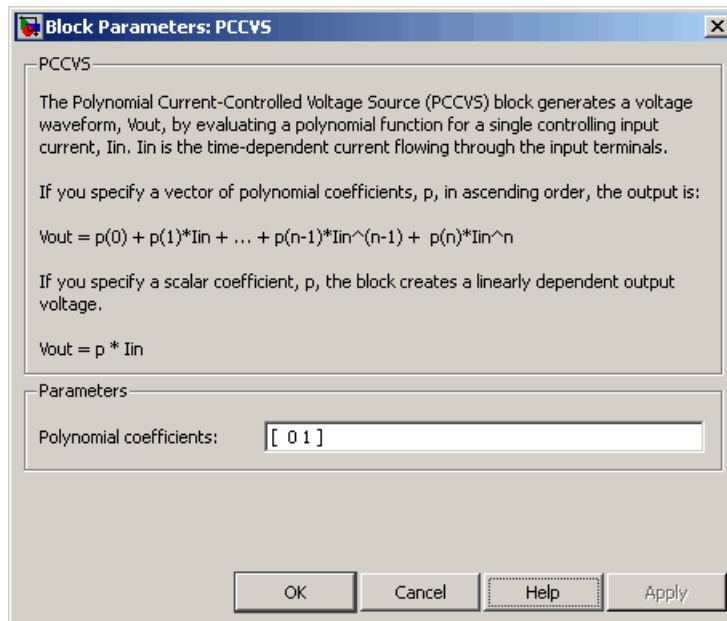 Block Parameters: PCCVS
PCCVS
The Polynomial Current-Controlled Voltage Source (PCCVS) block generates a voltage
waveform, Vout, by evaluating a polynomial function for a single controlling input
current, Iin. Iin is the time-dependent current flowing through the input terminals.
If you specify a vector of polynomial coefficients, p, in ascending order, the output is:
Vout = p(0) + p(1)*Iin + ... + p(n-1)*Iin^(n-1) + p(n)*Iin^n
If you specify a scalar coefficient, p, the block creates a linearly dependent output
voltage.
Vout = p * Iin
Parameters
Polynomial coefficients: [ 0 1 ]
OK Cancel Help Apply